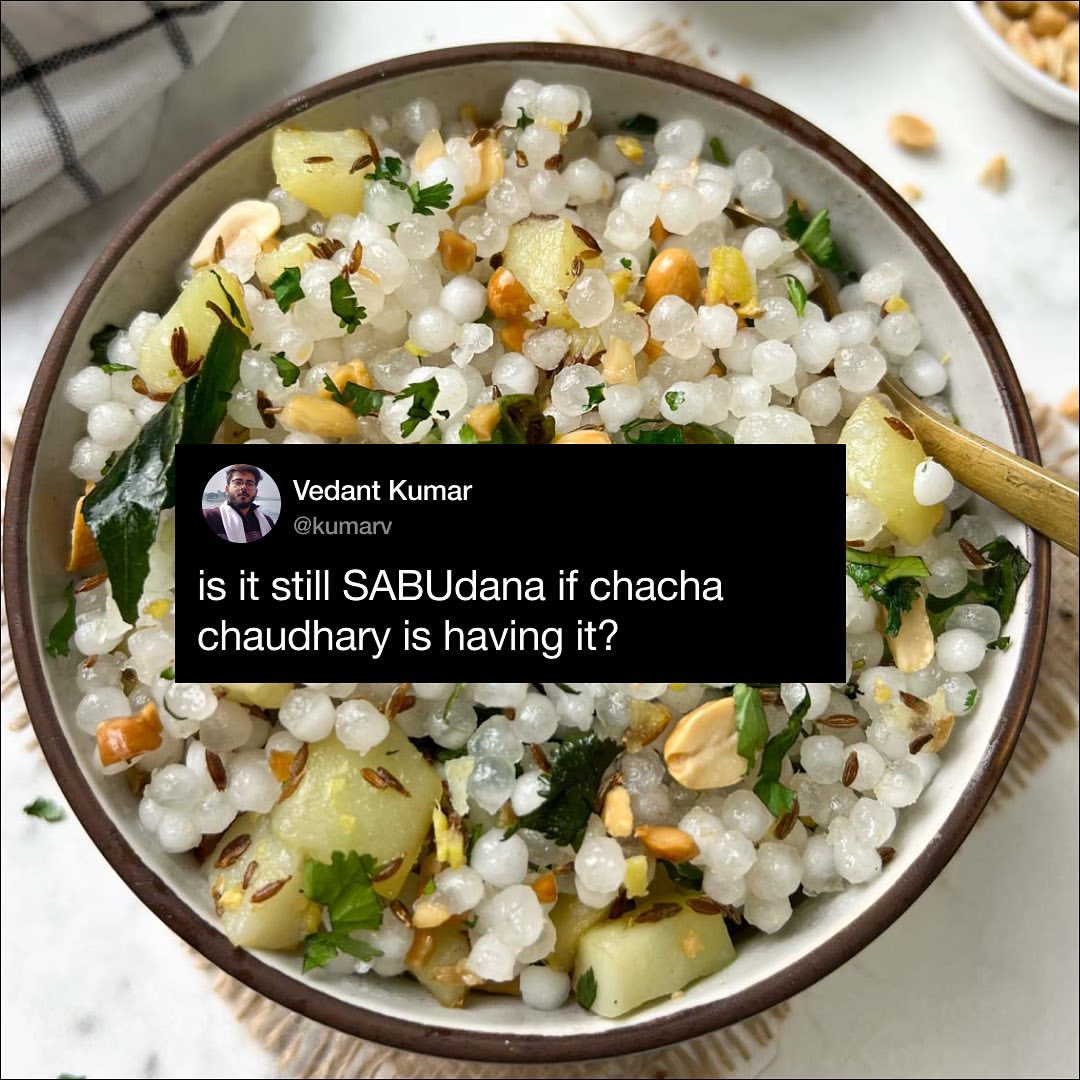 Vedant Kumar
@kumarv
is it still SABUdana if chacha
chaudhary is having it?